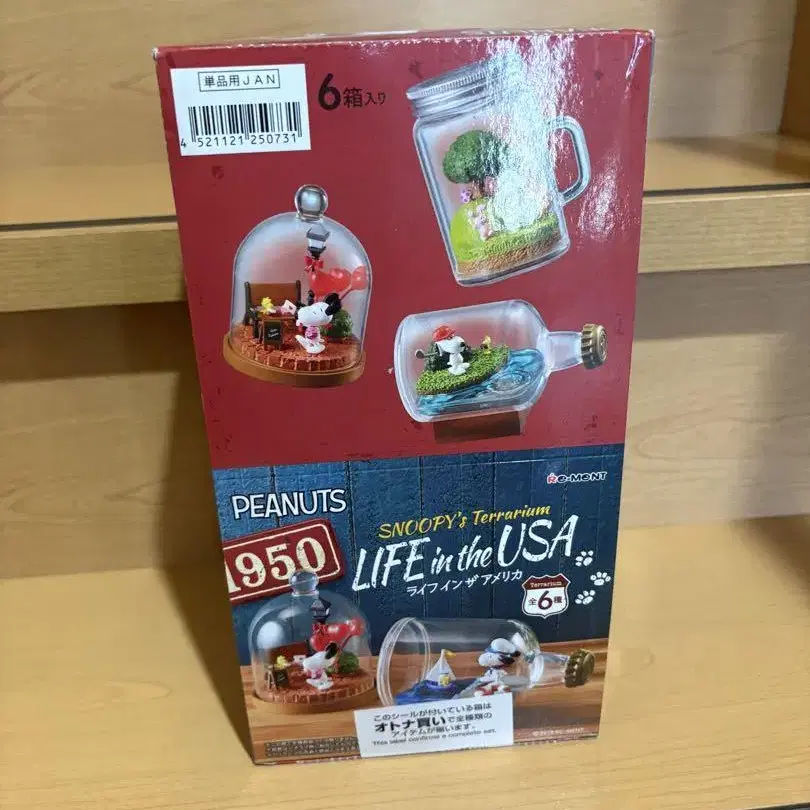 単品用JAN
4 521121 250731
6箱入り
RE-MENT
PEANUTS
SNOOPY's Terrarium
1950
LIFE in the USA
ライフ イン ザ アメリカ
Terrarium
全6種
このシールが付いている箱は
オトナ買いで全種類の
アイテムが揃います。
This label confirms a complete set.